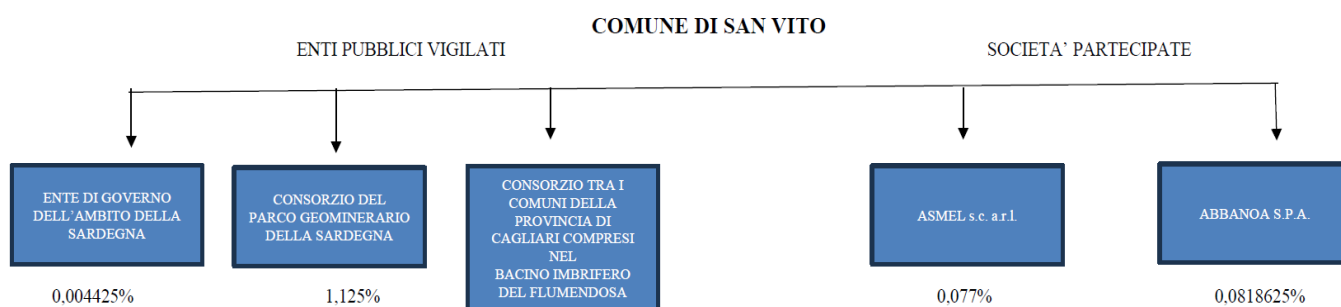 COMUNE DI SAN VITO
ENTI PUBBLICI VIGILATI
SOCIETA' PARTECIPATE
ENTE DI GOVERNO
DELL'AMBITO DELLA
SARDEGNA
CONSORZIO DEL
PARCO GEOMINERARIO
DELLA SARDEGNA
CONSORZIO TRA I
COMUNI DELLA
PROVINCIA DI
CAGLIARI COMPRESI
NEL
BACINO IMBRIFERO
DEL FLUMENDOSA
ASMEL s.c. a.r.l.
ABBANOA S.P.A.
0,004425%
1,125%
0,077%
0,0818625%